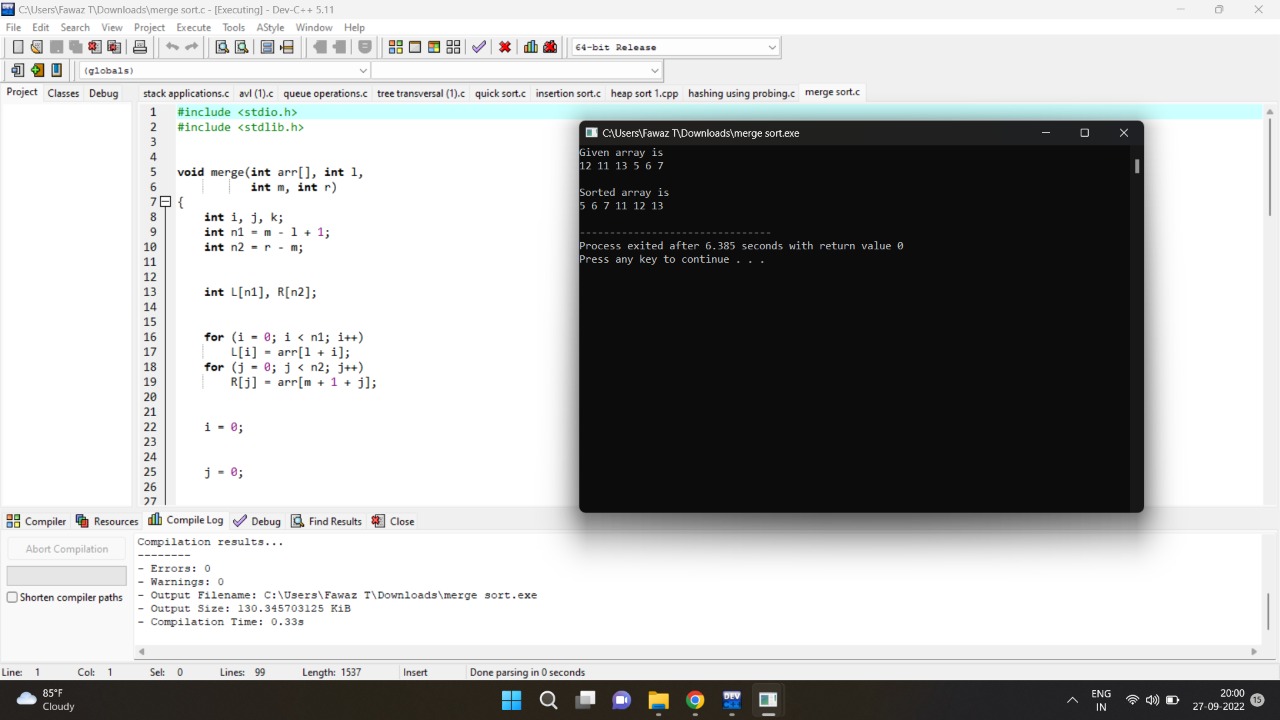 C:\Users\Fawaz T\Downloads\merge sort.c - [Executing] - Dev-C++ 5.11
File Edit Search View Project Execute Tools AStyle Window Help
64-bit Release
(globals)
Project Classes Debug
stack applications.c avl (1).c queue operations.c tree transversal (1).c quick sort.c insertion sort.c heap sort 1.cpp hashing using probing.c merge sort.c
1 #include <stdio.h>
2 #include <stdlib.h>
3
4
5 void merge(int arr[], int l,
6 int m, int r)
7 {
8 int i, j, k;
9 int n1 = m - l + 1;
10 int n2 = r - m;
11
12
13 int L[n1], R[n2];
14
15
16 for (i = 0; i < n1; i++)
17 L[i] = arr[l + i];
18 for (j = 0; j < n2; j++)
19 R[j] = arr[m + 1 + j];
20
21
22 i = 0;
23
24
25 j = 0;
26
27
C:\Users\Fawaz T\Downloads\merge sort.exe
Given array is
12 11 13 5 6 7
Sorted array is
5 6 7 11 12 13
--------------------------------
Process exited after 6.385 seconds with return value 0
Press any key to continue . . .
Compiler Resources Compile Log Debug Find Results Close
Abort Compilation
Shorten compiler paths
Compilation results...
--------
- Errors: 0
- Warnings: 0
- Output Filename: C:\Users\Fawaz T\Downloads\merge sort.exe
- Output Size: 130.345703125 KiB
- Compilation Time: 0.33s
Line: 1 Col: 1 Sel: 0 Lines: 99 Length: 1537 Insert Done parsing in 0 seconds
85°F
Cloudy
DEV
ENG
IN
20:00
27-09-2022
15